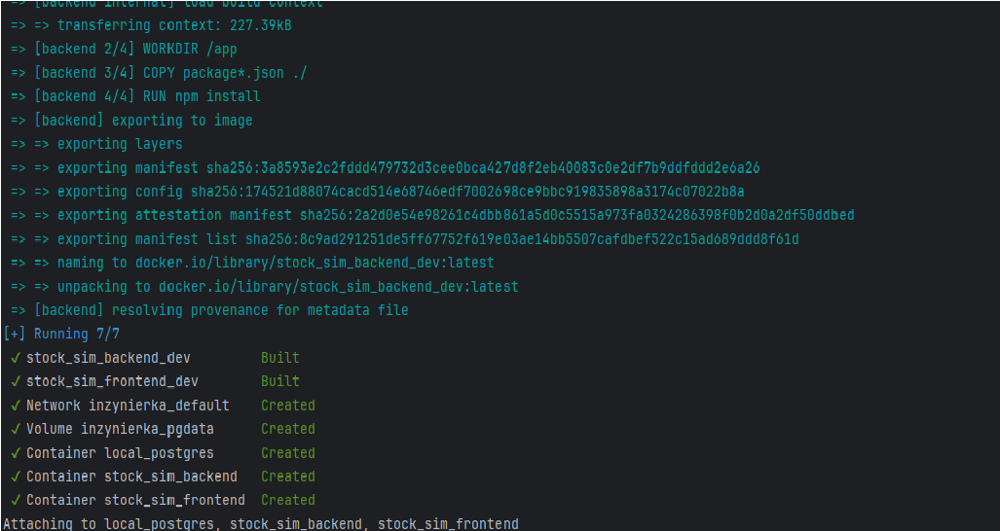 => [backend internal] load build context
=> => transferring context: 227.39kB
=> [backend 2/4] WORKDIR /app
=> [backend 3/4] COPY package*.json ./
=> [backend 4/4] RUN npm install
=> [backend] exporting to image
=> => exporting layers
=> => exporting manifest sha256:3a8593e2c2fddd479732d3cee0bca427d8f2eb40083c0e2df7b9ddfddd2e6a26
=> => exporting config sha256:174521d88074cacd514e68746edf7002698ce9bbc919835898a3174c07022b8a
=> => exporting attestation manifest sha256:2a2d0e54e98261c4dbb861a5d0c5515a973fa0324286398f0b2d0a2df50ddbed
=> => exporting manifest list sha256:8c9ad291251de5ff67752f619e03ae14bb5507cafdbef522c15ad689ddd8f61d
=> => naming to docker.io/library/stock_sim_backend_dev:latest
=> => unpacking to docker.io/library/stock_sim_backend_dev:latest
=> [backend] resolving provenance for metadata file
[+] Running 7/7
✓ stock_sim_backend_dev Built
✓ stock_sim_frontend_dev Built
✓ Network inzynierka_default Created
✓ Volume inzynierka_pgdata Created
✓ Container local_postgres Created
✓ Container stock_sim_backend Created
✓ Container stock_sim_frontend Created
Attaching to local_postgres, stock_sim_backend, stock_sim_frontend